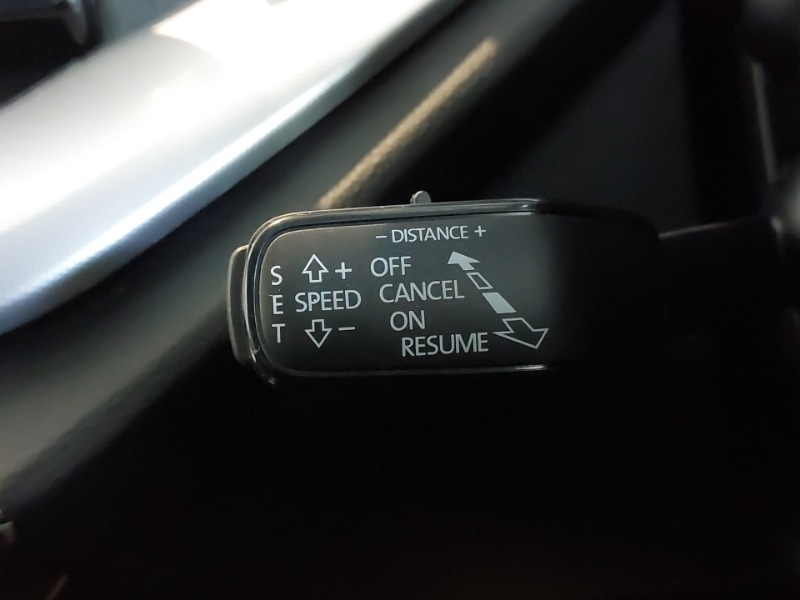 - DISTANCE +
S E T
+
SPEED
-
OFF
CANCEL
ON
RESUME